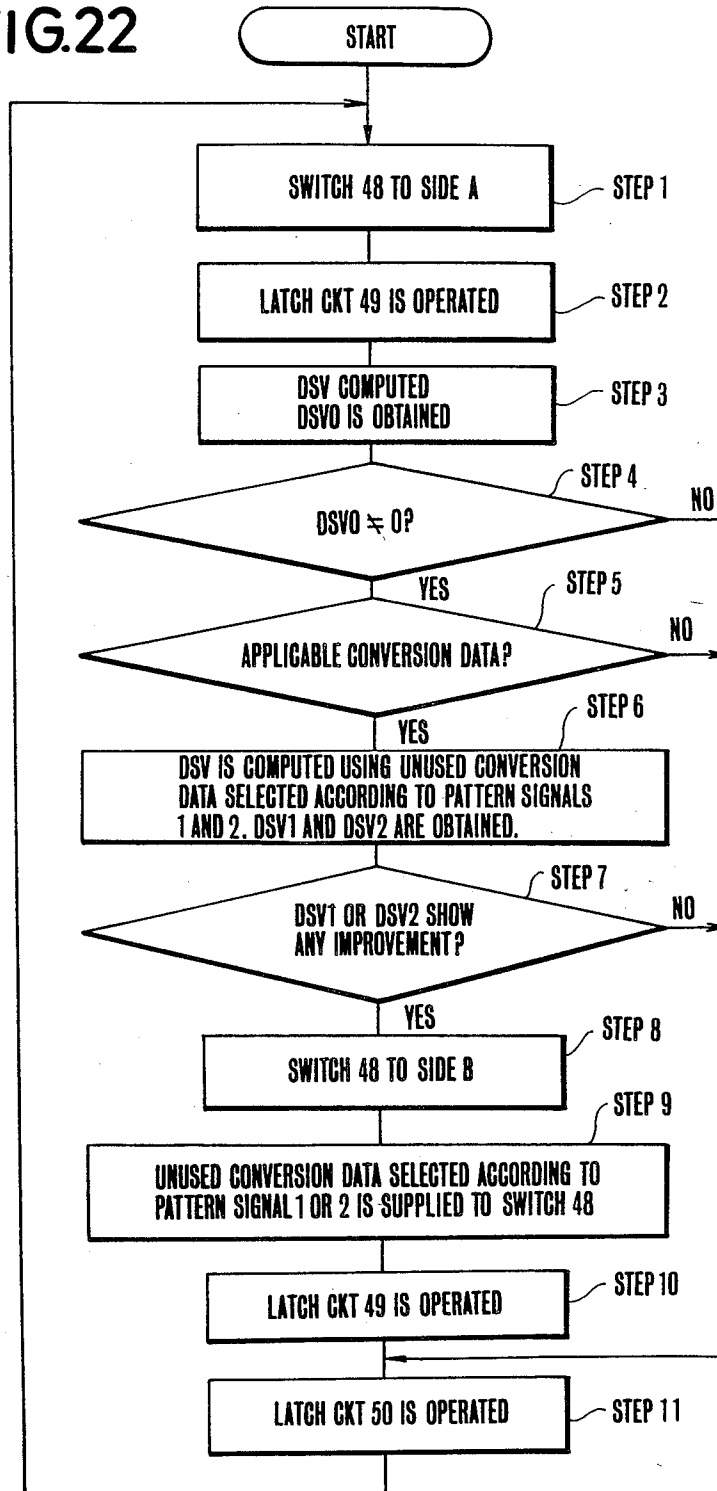 FIG.22
START
SWITCH 48 TO SIDE A
STEP 1
LATCH CKT 49 IS OPERATED
STEP 2
DSV COMPUTED
DSV0 IS OBTAINED
STEP 3
STEP 4
DSV0 ≠ 0?
NO
YES
STEP 5
APPLICABLE CONVERSION DATA?
NO
YES
STEP 6
DSV IS COMPUTED USING UNUSED CONVERSION
DATA SELECTED ACCORDING TO PATTERN SIGNALS
1 AND 2. DSV1 AND DSV2 ARE OBTAINED.
STEP 7
DSV1 OR DSV2 SHOW
ANY IMPROVEMENT?
NO
YES
STEP 8
SWITCH 48 TO SIDE B
STEP 9
UNUSED CONVERSION DATA SELECTED ACCORDING TO
PATTERN SIGNAL 1 OR 2 IS SUPPLIED TO SWITCH 48
LATCH CKT 49 IS OPERATED
STEP 10
LATCH CKT 50 IS OPERATED
STEP 11